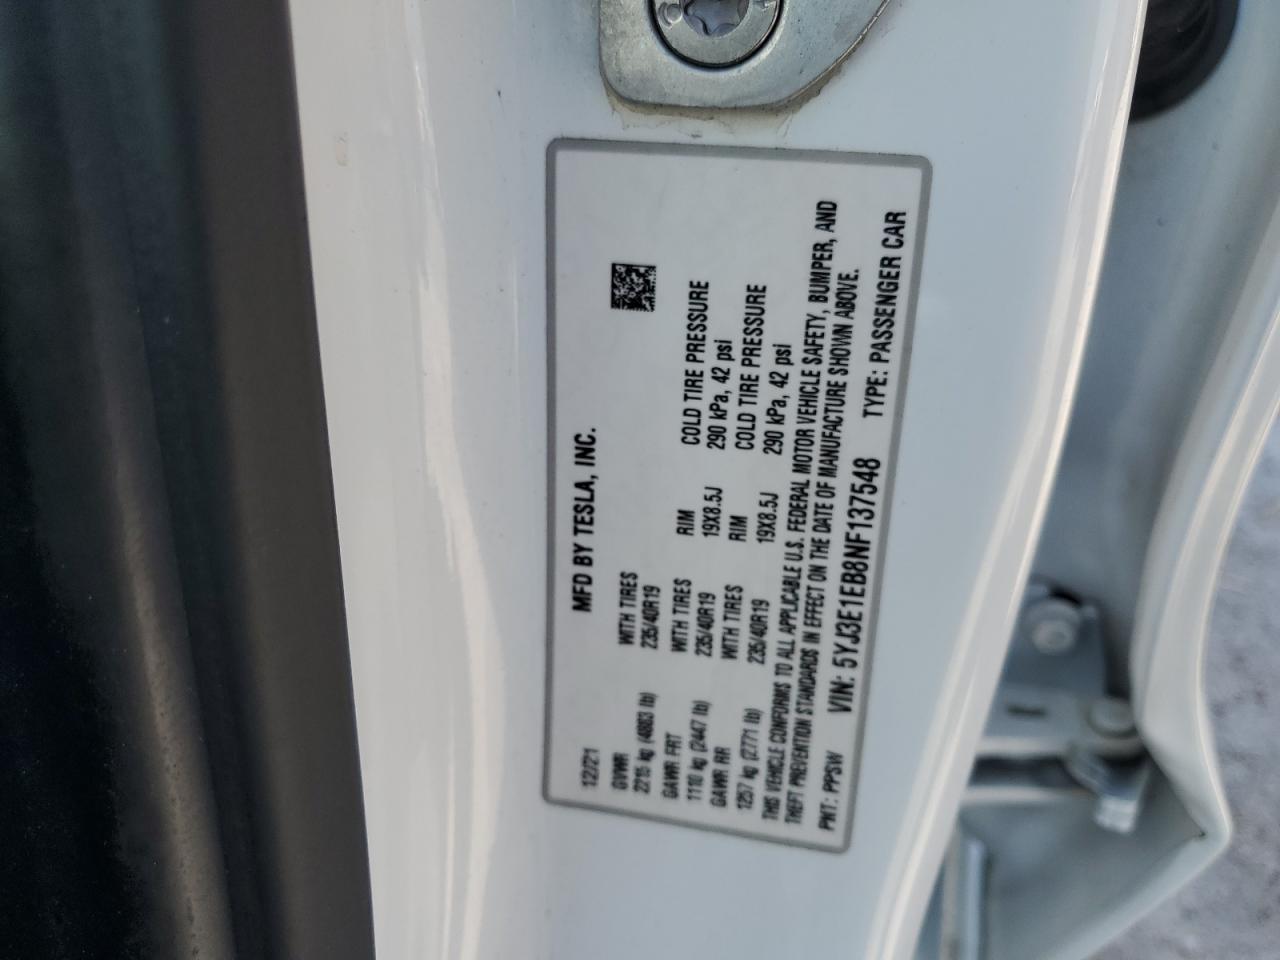 MFD BY TESLA, INC.
12/21
GVWR WITH TIRES
2215 kg (4883 lb) 235/40R19
GAWR FRT WITH TIRES RIM COLD TIRE PRESSURE
1110 kg (2447 lb) 235/40R19 19X8.5J 290 kPa, 42 psi
GAWR RR WITH TIRES RIM COLD TIRE PRESSURE
1257 kg (2771 lb) 235/40R19 19X8.5J 290 kPa, 42 psi
THIS VEHICLE CONFORMS TO ALL APPLICABLE U.S. FEDERAL MOTOR VEHICLE SAFETY, BUMPER, AND
THEFT PREVENTION STANDARDS IN EFFECT ON THE DATE OF MANUFACTURE SHOWN ABOVE.
PNT: PPSW VIN: 5YJ3E1EB8NF137548 TYPE: PASSENGER CAR